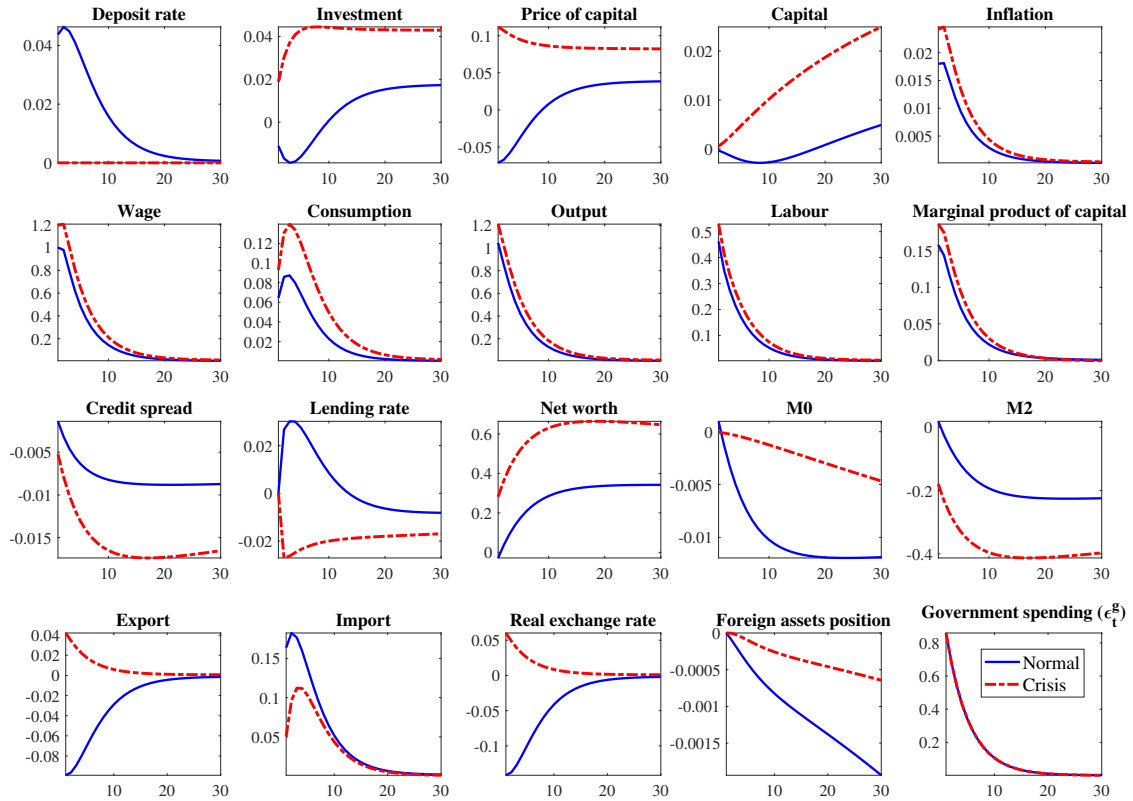 Deposit rate
0.04
0.02
0
10 20 30
Investment
0.04
0.02
0
10 20 30
Price of capital
0.1
0.05
0
-0.05
10 20 30
Capital
0.02
0.01
0
10 20 30
Inflation
0.02
0.015
0.01
0.005
10 20 30
Wage
1.2
1
0.8
0.6
0.4
0.2
10 20 30
Consumption
0.12
0.1
0.08
0.06
0.04
0.02
10 20 30
Output
1.2
1
0.8
0.6
0.4
0.2
10 20 30
Labour
0.5
0.4
0.3
0.2
0.1
10 20 30
Marginal product of capital
0.15
0.1
0.05
0
10 20 30
Credit spread
-0.005
-0.01
-0.015
10 20 30
Lending rate
0.02
0
-0.02
10 20 30
Net worth
0.6
0.4
0.2
0
10 20 30
M0
0
-0.005
-0.01
10 20 30
M2
0
-0.2
-0.4
10 20 30
Export
0.04
0.02
0
-0.02
-0.04
-0.06
-0.08
10 20 30
Import
0.15
0.1
0.05
10 20 30
Real exchange rate
0.05
0
-0.05
-0.1
10 20 30
Foreign assets position
0
-0.0005
-0.001
-0.0015
10 20 30
Government spending (ϵ_t^g)
0.8
0.6
0.4
0.2
10 20 30
Normal
Crisis